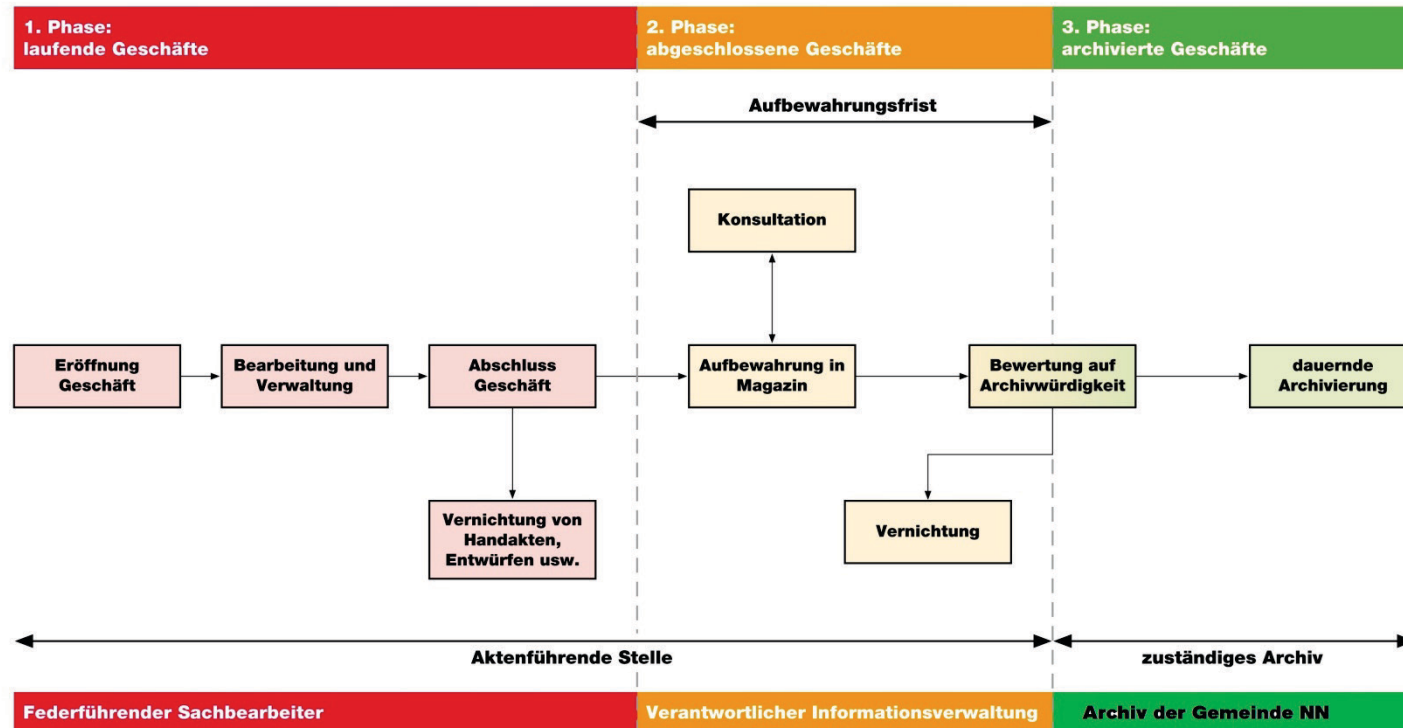 1. Phase:
laufende Geschäfte
2. Phase:
abgeschlossene Geschäfte
3. Phase:
archivierte Geschäfte
Aufbewahrungsfrist
Konsultation
Eröffnung
Geschäft
Bearbeitung und
Verwaltung
Abschluss
Geschäft
Aufbewahrung in
Magazin
Bewertung auf
Archivwürdigkeit
dauernde
Archivierung
Vernichtung von
Handakten,
Entwürfen usw.
Vernichtung
Aktenführende Stelle
zuständiges Archiv
Federführender Sachbearbeiter
Verantwortlicher Informationsverwaltung
Archiv der Gemeinde NN